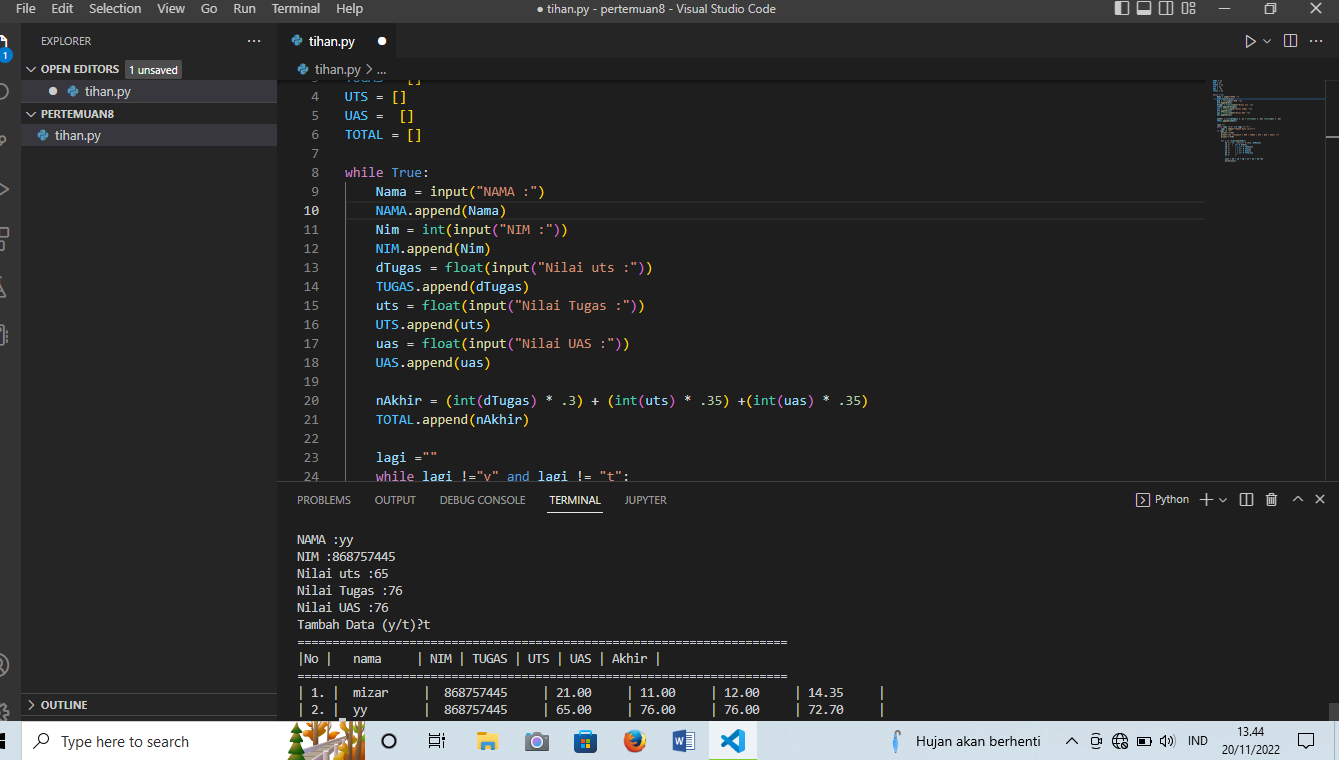 File Edit Selection View Go Run Terminal Help ● tihan.py - pertemuan8 - Visual Studio Code
EXPLORER
OPEN EDITORS 1 unsaved
tihan.py
PERTEMUAN8
tihan.py
OUTLINE
1
tihan.py
tihan.py > ...
4 UTS = []
5 UAS =  []
6 TOTAL = []
7
8 while True:
9 Nama = input("NAMA :")
10 NAMA.append(Nama)
11 Nim = int(input("NIM :"))
12 NIM.append(Nim)
13 dTugas = float(input("Nilai uts :"))
14 TUGAS.append(dTugas)
15 uts = float(input("Nilai Tugas :"))
16 UTS.append(uts)
17 uas = float(input("Nilai UAS :"))
18 UAS.append(uas)
19
20 nAkhir = (int(dTugas) * .3) + (int(uts) * .35) +(int(uas) * .35)
21 TOTAL.append(nAkhir)
22
23 lagi =""
24 while lagi !="y" and lagi != "t":
PROBLEMS OUTPUT DEBUG CONSOLE TERMINAL JUPYTER Python
NAMA :yy
NIM :868757445
Nilai uts :65
Nilai Tugas :76
Nilai UAS :76
Tambah Data (y/t)?t
======================================================================
|No | nama | NIM | TUGAS | UTS | UAS | Akhir |
======================================================================
| 1. | mizar | 868757445 | 21.00 | 11.00 | 12.00 | 14.35 |
| 2. | yy | 868757445 | 65.00 | 76.00 | 76.00 | 72.70 |
Type here to search
Hujan akan berhenti
IND
13.44
20/11/2022